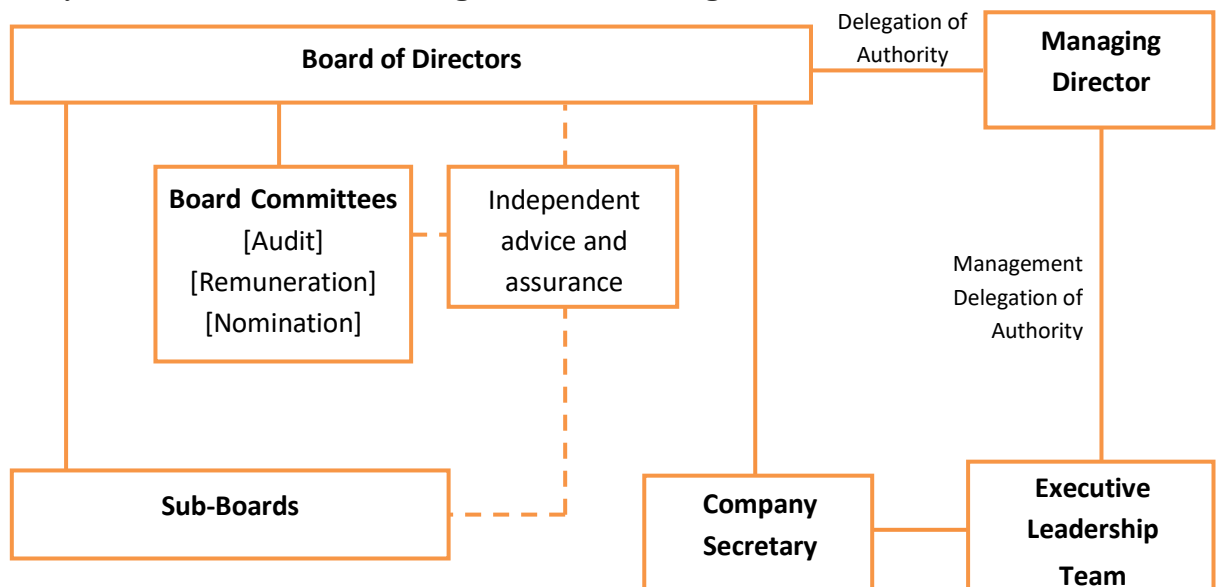 Delegation of
Authority
Board of Directors
Managing
Director
Board Committees
[Audit]
[Remuneration]
[Nomination]
Independent
advice and
assurance
Management
Delegation of
Authority
Sub-Boards
Company
Secretary
Executive
Leadership
Team